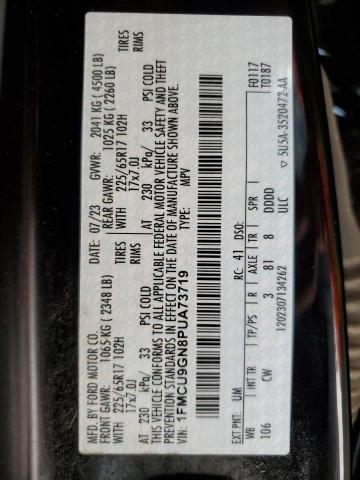 MFD. BY FORD MOTOR CO.
DATE: 07/23 GVWR: 2041 KG ( 4500 LB)
FRONT GAWR: 1065 KG ( 2348 LB) REAR GAWR: 1025 KG ( 2260 LB)
WITH 225/65R17 102H TIRES WITH 225/65R17 102H TIRES
17x7.0J RIMS 17x7.0J RIMS
AT 230 kPa/ 33 PSI COLD AT 230 kPa/ 33 PSI COLD
THIS VEHICLE CONFORMS TO ALL APPLICABLE FEDERAL MOTOR VEHICLE SAFETY AND THEFT
PREVENTION STANDARDS IN EFFECT ON THE DATE OF MANUFACTURE SHOWN ABOVE.
VIN: 1FMCU9GN8PUA73719 TYPE: MPV
F0117
T0187
EXT PNT: UM RC: 41 DSO:
WB INT TR TP/PS R AXLE TR SPR
106 CW 3 81 8 DDDD
ULC
1202307134262 5U5A-3520472-AA